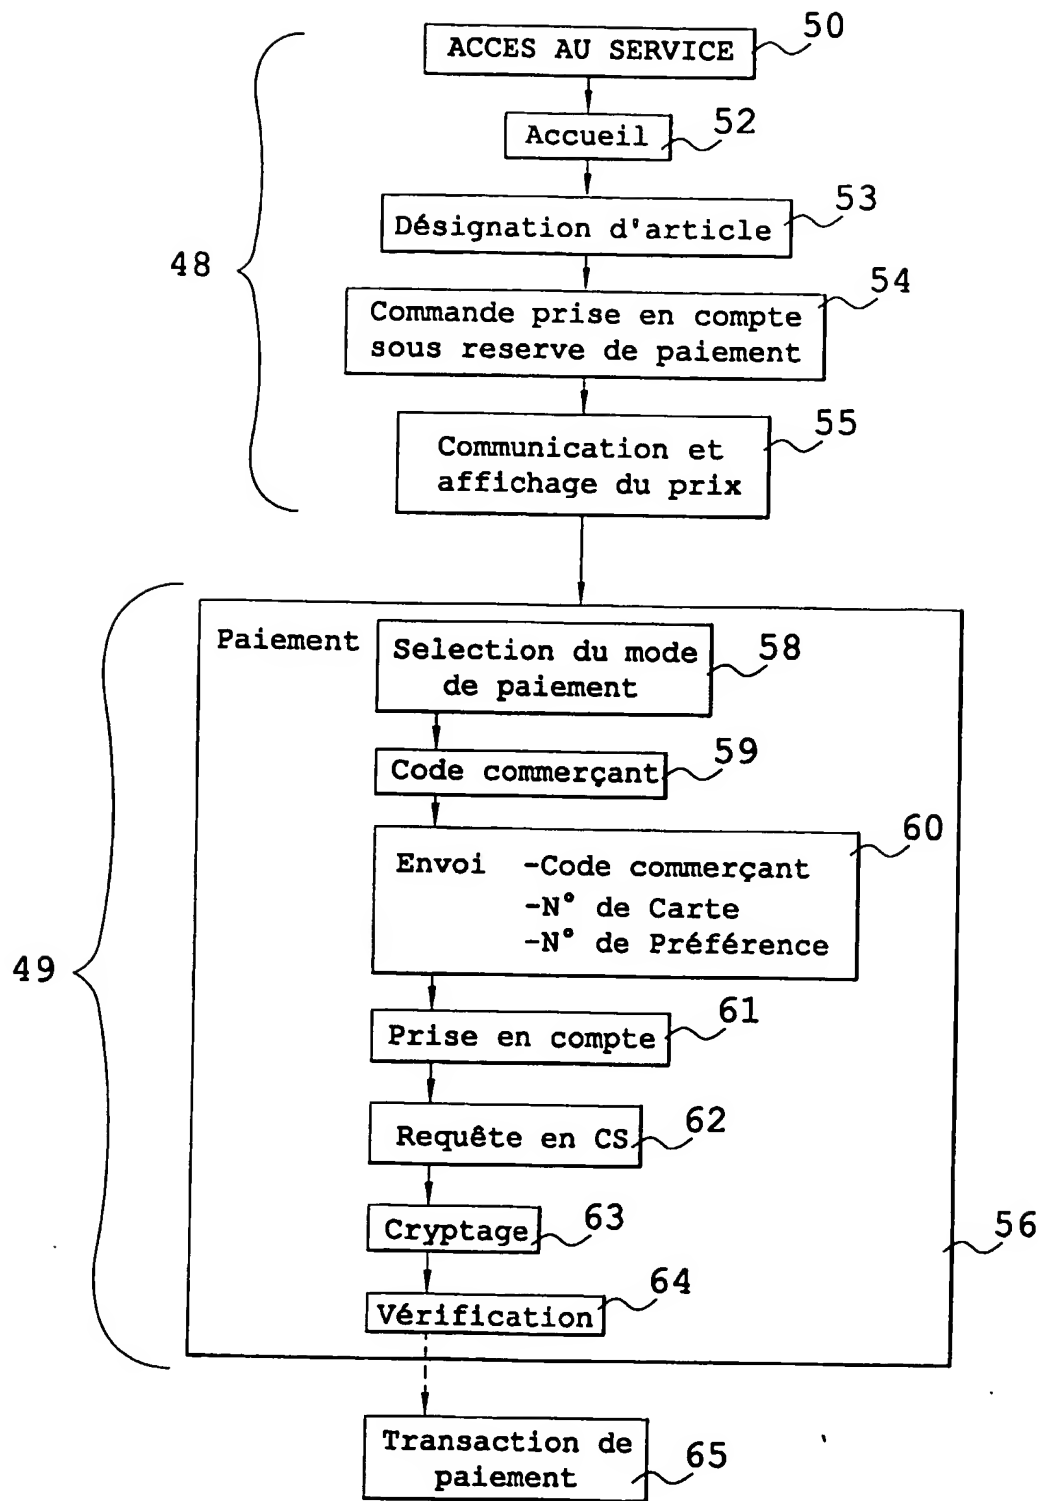 50
ACCES AU SERVICE
52
Accueil
53
Désignation d'article
48
54
Commande prise en compte
sous reserve de paiement
55
Communication et
affichage du prix
Paiement
Selection du mode
de paiement
58
Code commerçant
59
60
Envoi -Code commerçant
-N° de Carte
-N° de Préférence
49
61
Prise en compte
62
Requête en CS
63
Cryptage
56
64
Vérification
Transaction de
paiement
65